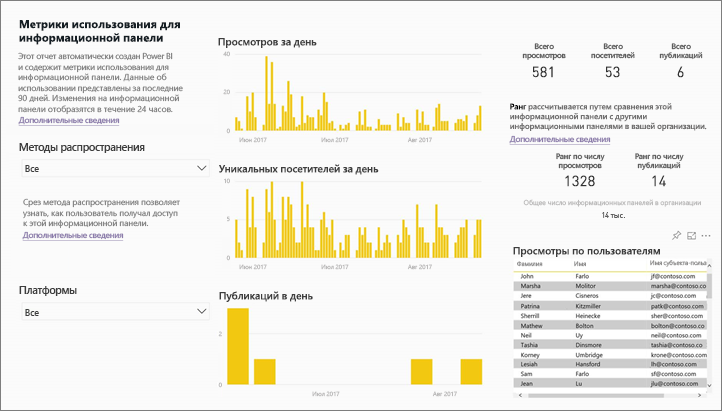 Метрики использования для
информационной панели
Этот отчет автоматически создан Power BI
и содержит метрики использования для
информационной панели. Данные об
использовании представлены за последние
90 дней. Изменения на информационной
панели отобразятся в течение 24 часов.
Дополнительные сведения
Методы распространения
Все
Срез метода распространения позволяет
узнать, как пользователь получал доступ
к этой информационной панели.
Дополнительные сведения
Платформы
Все
Просмотров за день
40
20
0
Июн 2017 Июл 2017 Авг 2017
Уникальных посетителей за день
10
5
0
Июн 2017 Июл 2017 Авг 2017
Публикаций в день
2
0
Июл 2017 Авг 2017
Всего просмотров Всего посетителей Всего публикаций
581 53 6
Ранг рассчитывается путем сравнения этой
информационной панели с другими
информационными панелями в вашей организации.
Дополнительные сведения
Ранг по числу просмотров Ранг по числу публикаций
1328 14
Общее число информационных панелей в организации
14 тыс.
Просмотры по пользователям
Фамилия Имя Имя субъекта-польз
John Farlo jf@contoso.com
Marsha Molitor marsha@contoso.co
Jere Cisneros jc@contoso.com
Patrina Kitzmiller patk@contoso.com
Sherrill Heinecke sher@contoso.com
Mathew Bolton bolton@contoso.co
Neil Uy neil@contoso.com
Tashia Dinsmore tashia@contoso.co
Korney Umbridge krone@contoso.com
Lesiah Hansford lh@contoso.com
Sam Farlo sf@contoso.com
Jean Lu jlu@contoso.com